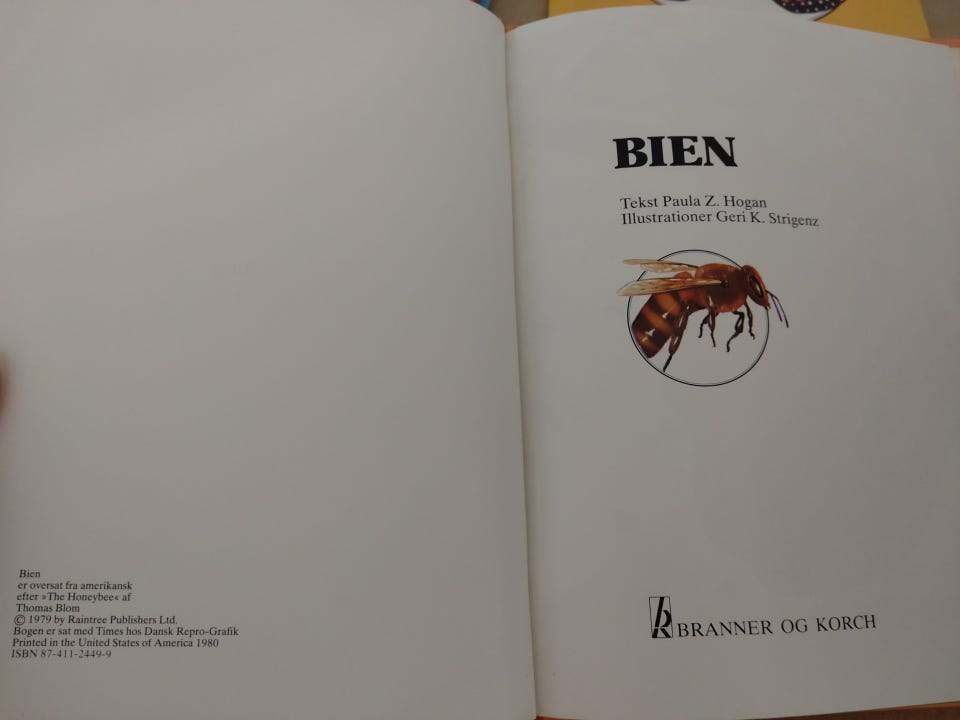 Bien
er oversat fra amerikansk
efter »The Honeybee« af
Thomas Blom
© 1979 by Raintree Publishers Ltd.
Bogen er sat med Times hos Dansk Repro-Grafik
Printed in the United States of America 1980
ISBN 87-411-2449-9
BIEN
Tekst Paula Z. Hogan
Illustrationer Geri K. Strigenz
BRANNER OG KORCH